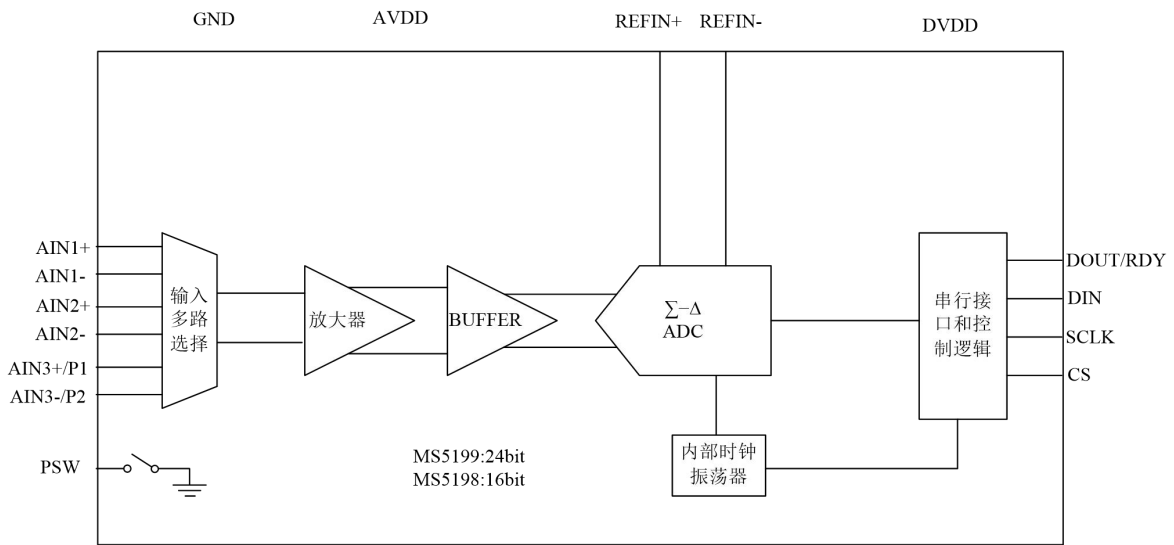 GND
AVDD
REFIN+
REFIN-
DVDD
AIN1+
AIN1-
AIN2+
AIN2-
AIN3+/P1
AIN3-/P2
PSW
输入
多路
选择
放大器
BUFFER
∑−Δ
ADC
串行接
口和控
制逻辑
DOUT/RDY
DIN
SCLK
CS
内部时钟
振荡器
MS5199:24bit
MS5198:16bit